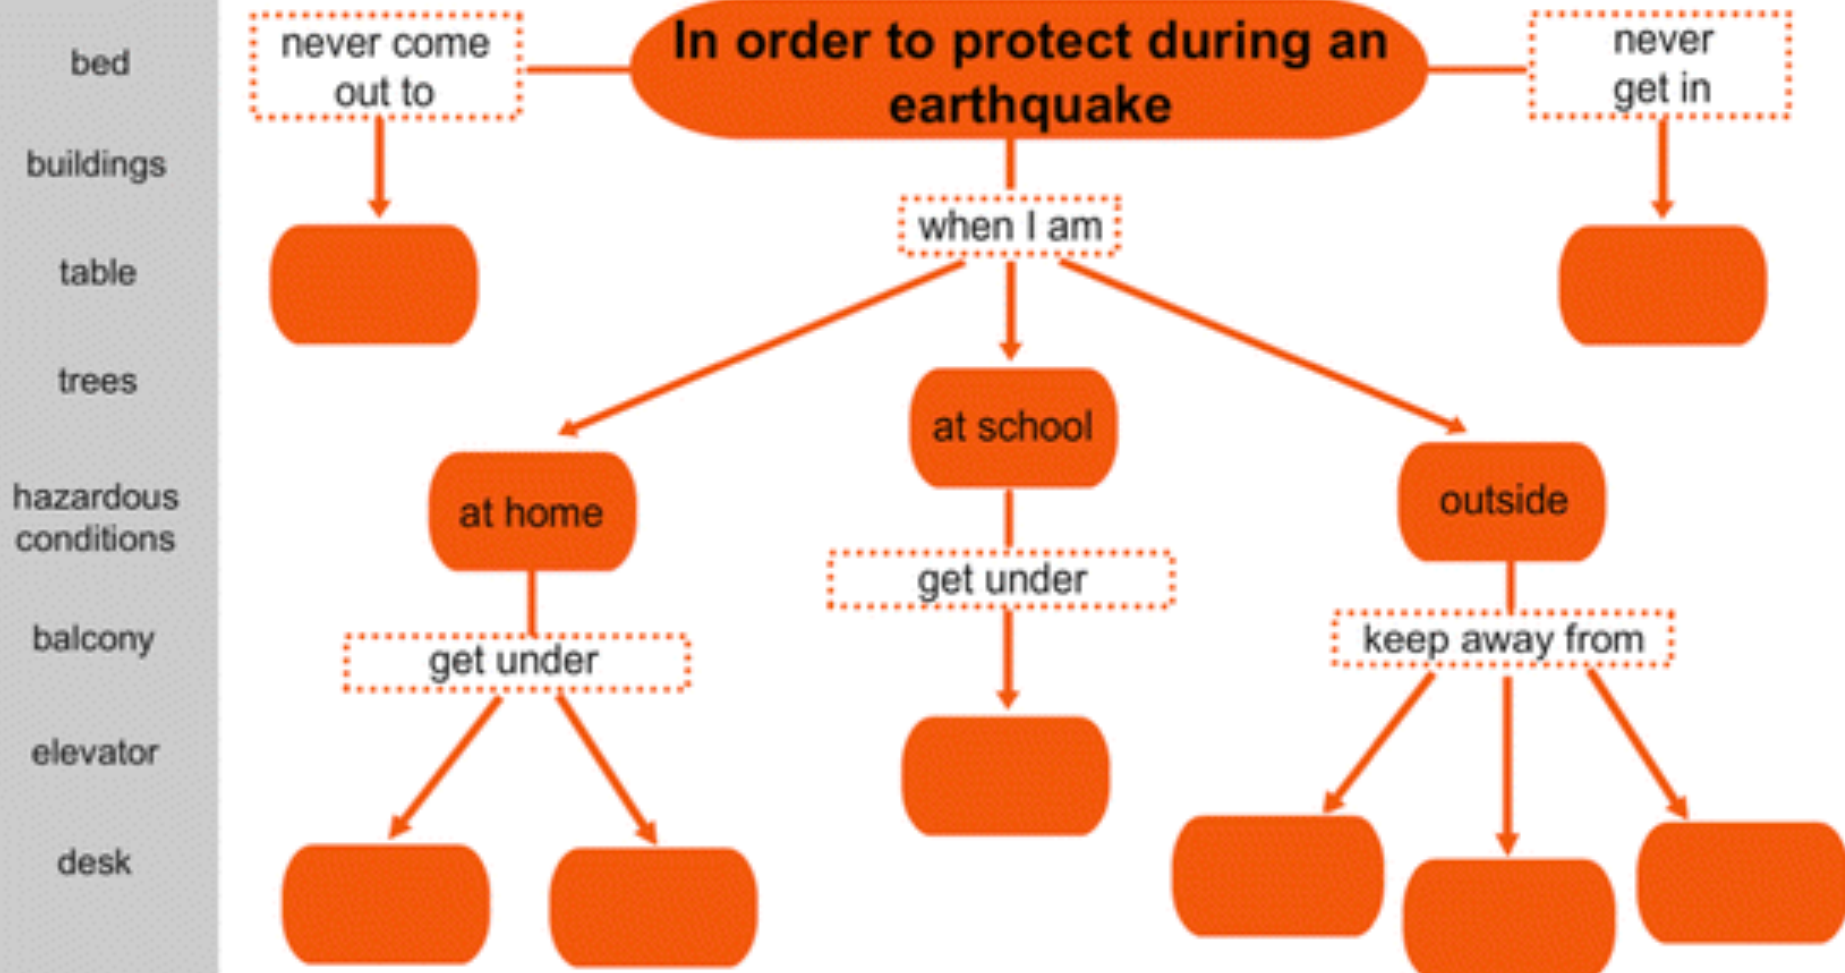 bed
buildings
table
trees
hazardous
conditions
balcony
elevator
desk
never come
out to
In order to protect during an
earthquake
never
get in
when I am
at home
at school
outside
get under
get under
keep away from